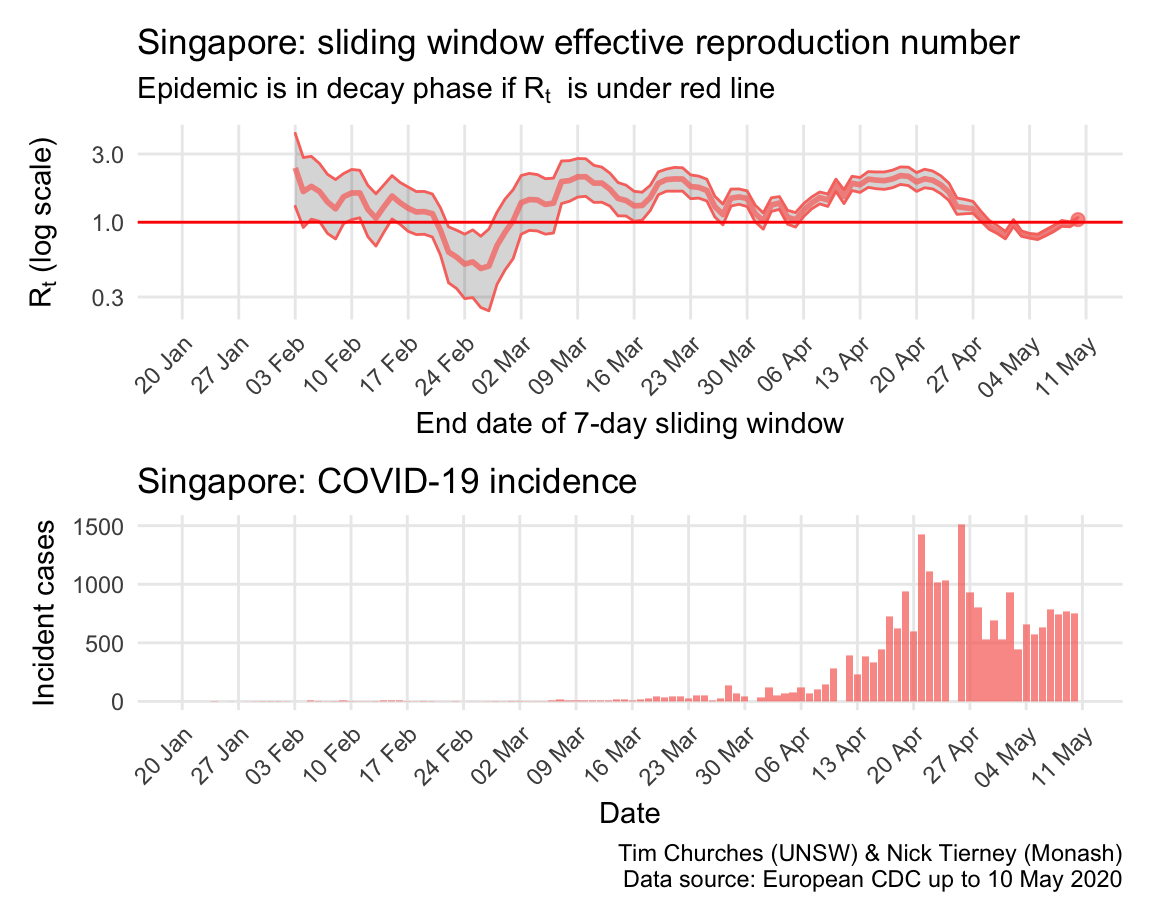 Singapore: sliding window effective reproduction number
Epidemic is in decay phase if Rt is under red line
Rt (log scale)
3.0
1.0
0.3
20 Jan
27 Jan
03 Feb
10 Feb
17 Feb
24 Feb
02 Mar
09 Mar
16 Mar
23 Mar
30 Mar
06 Apr
13 Apr
20 Apr
27 Apr
04 May
11 May
End date of 7-day sliding window
Singapore: COVID-19 incidence
Incident cases
1500
1000
500
0
20 Jan
27 Jan
03 Feb
10 Feb
17 Feb
24 Feb
02 Mar
09 Mar
16 Mar
23 Mar
30 Mar
06 Apr
13 Apr
20 Apr
27 Apr
04 May
11 May
Date
Tim Churches (UNSW) & Nick Tierney (Monash)
Data source: European CDC up to 10 May 2020